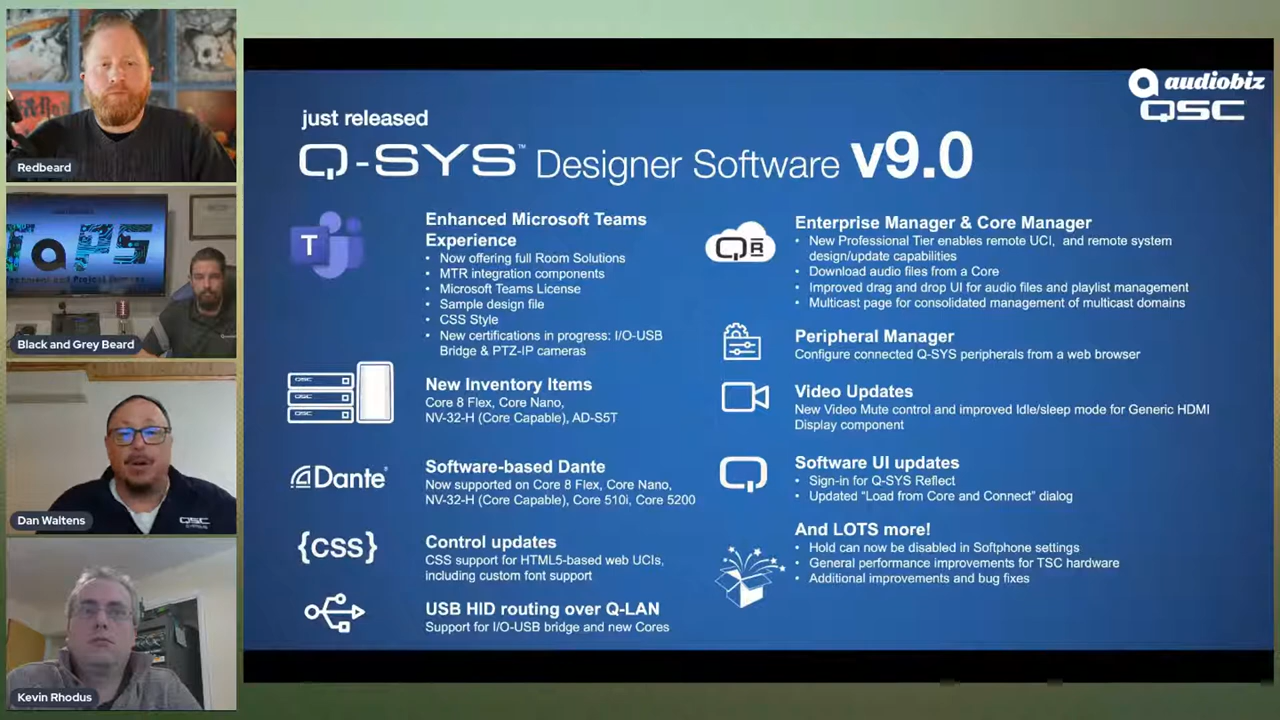 Redbeard
Black and Grey Beard
Dan Waltens
QSC
Kevin Rhodus
audiobiz
QSC
just released
Q-SYS™ Designer Software v9.0
T
Enhanced Microsoft Teams
Experience
• Now offering full Room Solutions
• MTR integration components
• Microsoft Teams License
• Sample design file
• CSS Style
• New certifications in progress: I/O-USB
Bridge & PTZ-IP cameras
QSC
QSC
QSC
New Inventory Items
Core 8 Flex, Core Nano,
NV-32-H (Core Capable), AD-S5T
Dante
Software-based Dante
Now supported on Core 8 Flex, Core Nano,
NV-32-H (Core Capable), Core 510i, Core 5200
{css}
Control updates
CSS support for HTML5-based web UCIs,
including custom font support
USB HID routing over Q-LAN
Support for I/O-USB bridge and new Cores
Enterprise Manager & Core Manager
• New Professional Tier enables remote UCI, and remote system
design/update capabilities
• Download audio files from a Core
• Improved drag and drop UI for audio files and playlist management
• Multicast page for consolidated management of multicast domains
Peripheral Manager
Configure connected Q-SYS peripherals from a web browser
Video Updates
New Video Mute control and improved Idle/sleep mode for Generic HDMI
Display component
Software UI updates
• Sign-in for Q-SYS Reflect
• Updated “Load from Core and Connect” dialog
And LOTS more!
• Hold can now be disabled in Softphone settings
• General performance improvements for TSC hardware
• Additional improvements and bug fixes